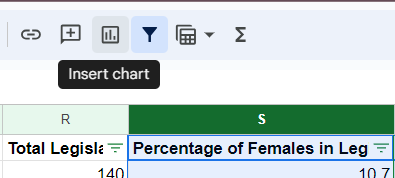 Σ
Insert chart
R S
Total Legisla Percentage of Females in Leg
140 10.7